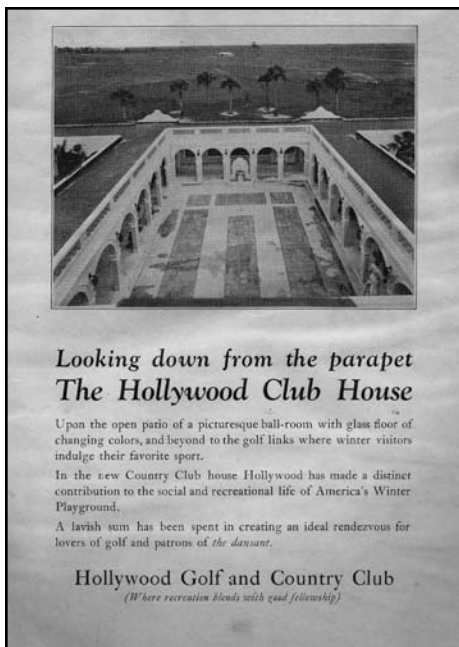 Looking down from the parapet
The Hollywood Club House
Upon the open patio of a picturesque ball-room with glass floor of
changing colors, and beyond to the golf links where winter visitors
indulge their favorite sport.
In the new Country Club house Hollywood has made a distinct
contribution to the social and recreational life of America's Winter
Playground.
A lavish sum has been spent in creating an ideal rendezvous for
lovers of golf and patrons of the dansant.
Hollywood Golf and Country Club
(Where recreation blends with good fellowship)